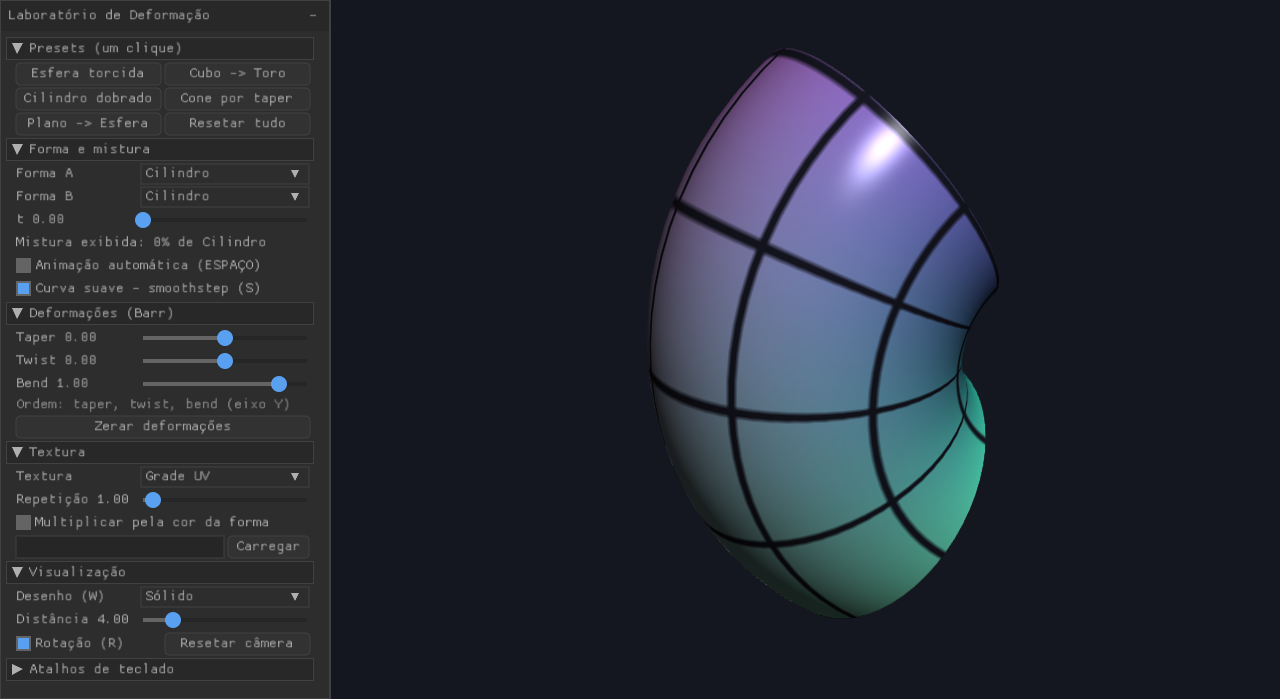 Laboratório de Deformação –
Presets (um clique)
Esfera torcida Cubo -> Toro
Cilindro dobrado Cone por taper
Plano -> Esfera Resetar tudo
Forma e mistura
Forma A Cilindro
Forma B Cilindro
t 0.00
Mistura exibida: 0% de Cilindro
Animação automática (ESPAÇO)
Curva suave - smoothstep (S)
Deformações (Barr)
Taper 0.00
Twist 0.00
Bend 1.00
Ordem: taper, twist, bend (eixo Y)
Zerar deformações
Textura
Textura Grade UV
Repetição 1.00
Multiplicar pela cor da forma
Carregar
Visualização
Desenho (W) Sólido
Distância 4.00
Rotação (R) Resetar câmera
Atalhos de teclado